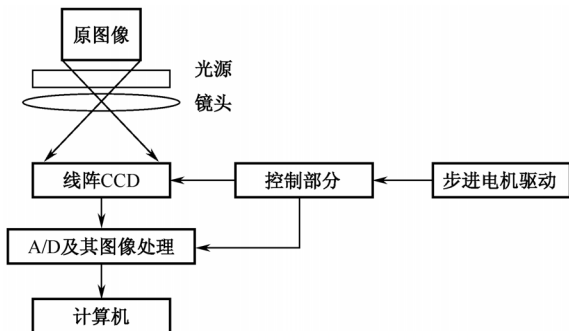 原图像
光源
镜头
线阵CCD
控制部分
步进电机驱动
A/D及其图像处理
计算机